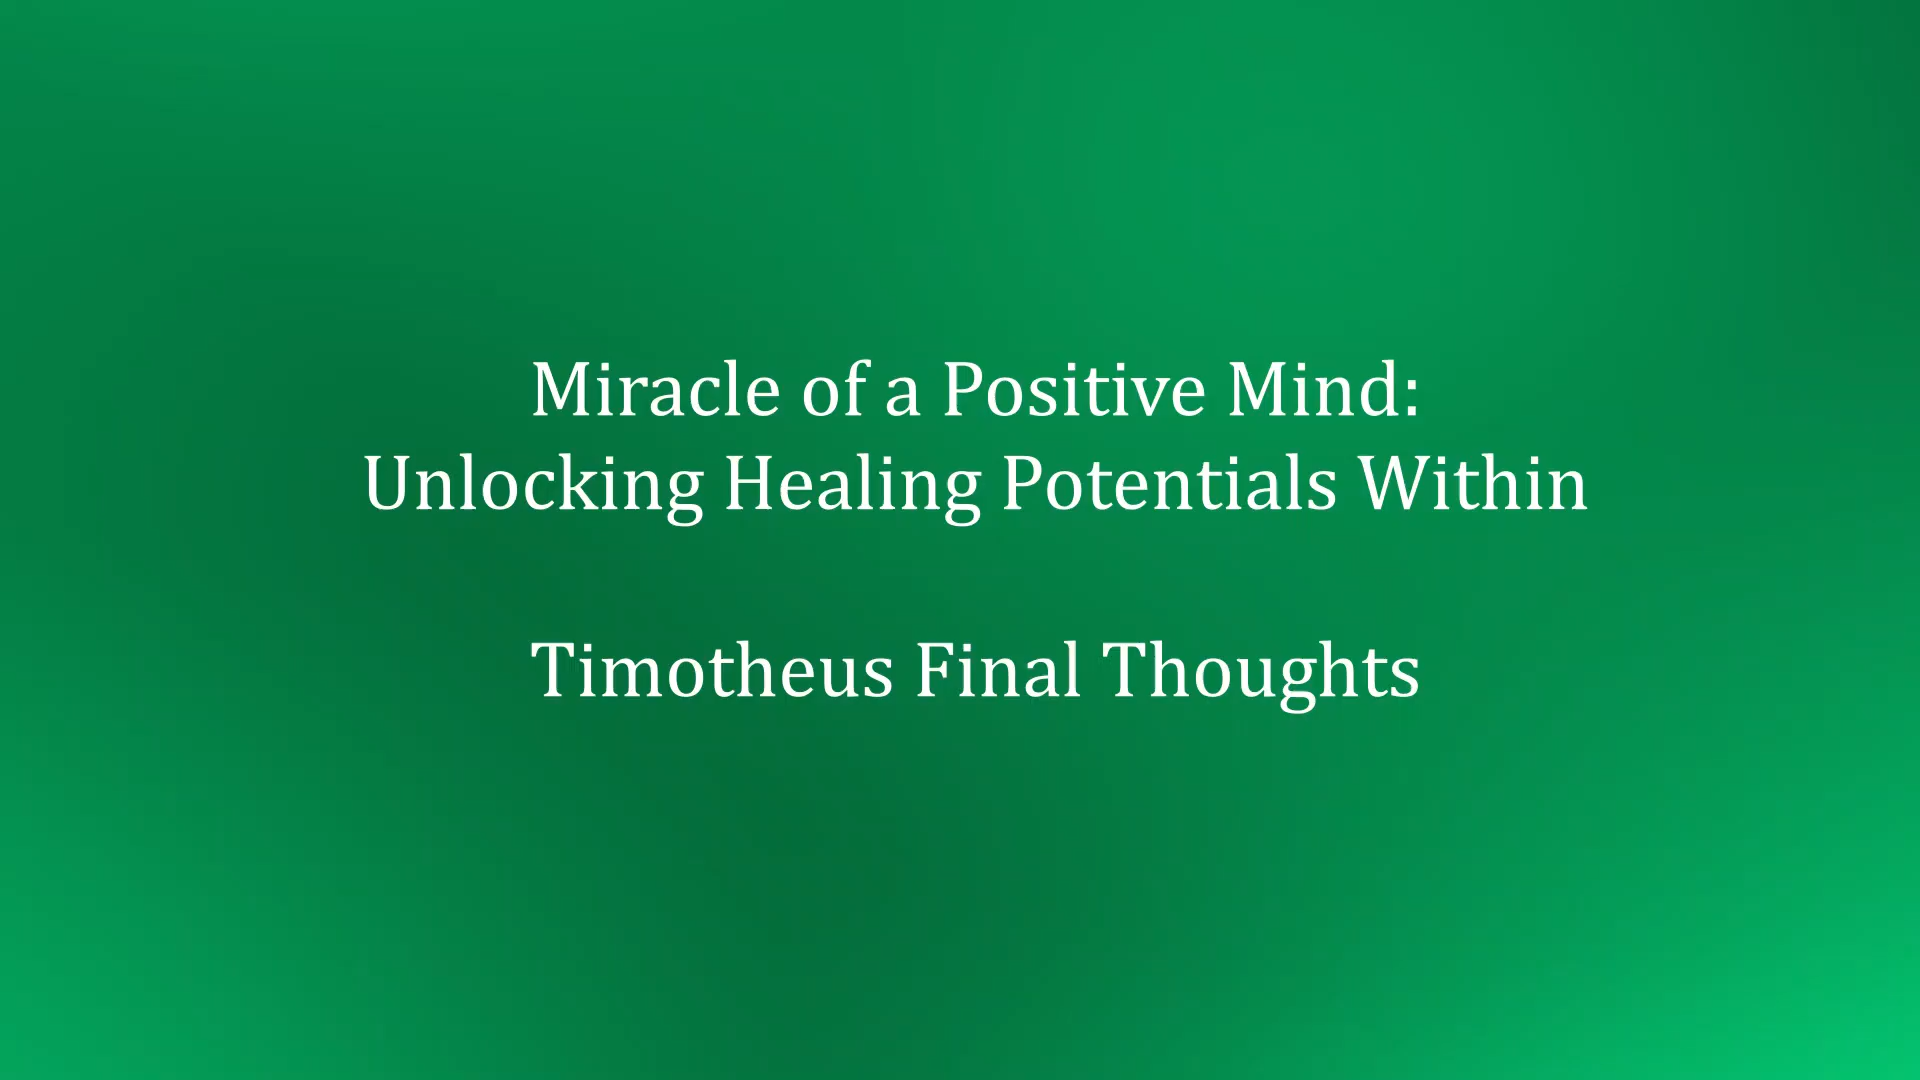 Miracle of a Positive Mind:
Unlocking Healing Potentials Within
Timotheus Final Thoughts